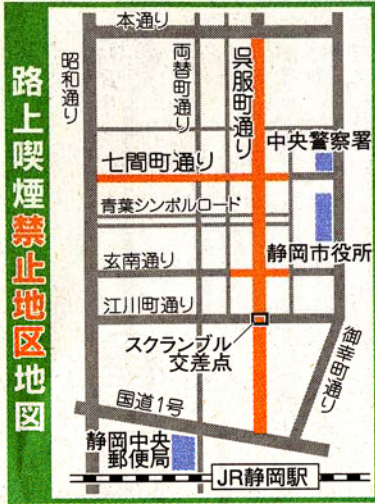 路上喫煙禁止地区地図
本通り
昭和通り
両替町通り
呉服町通り
中央警察署
七間町通り
青葉シンボルロード
静岡市役所
玄南通り
江川町通り
スクランブル
交差点
御幸町通り
国道1号
静岡中央
郵便局
JR静岡駅